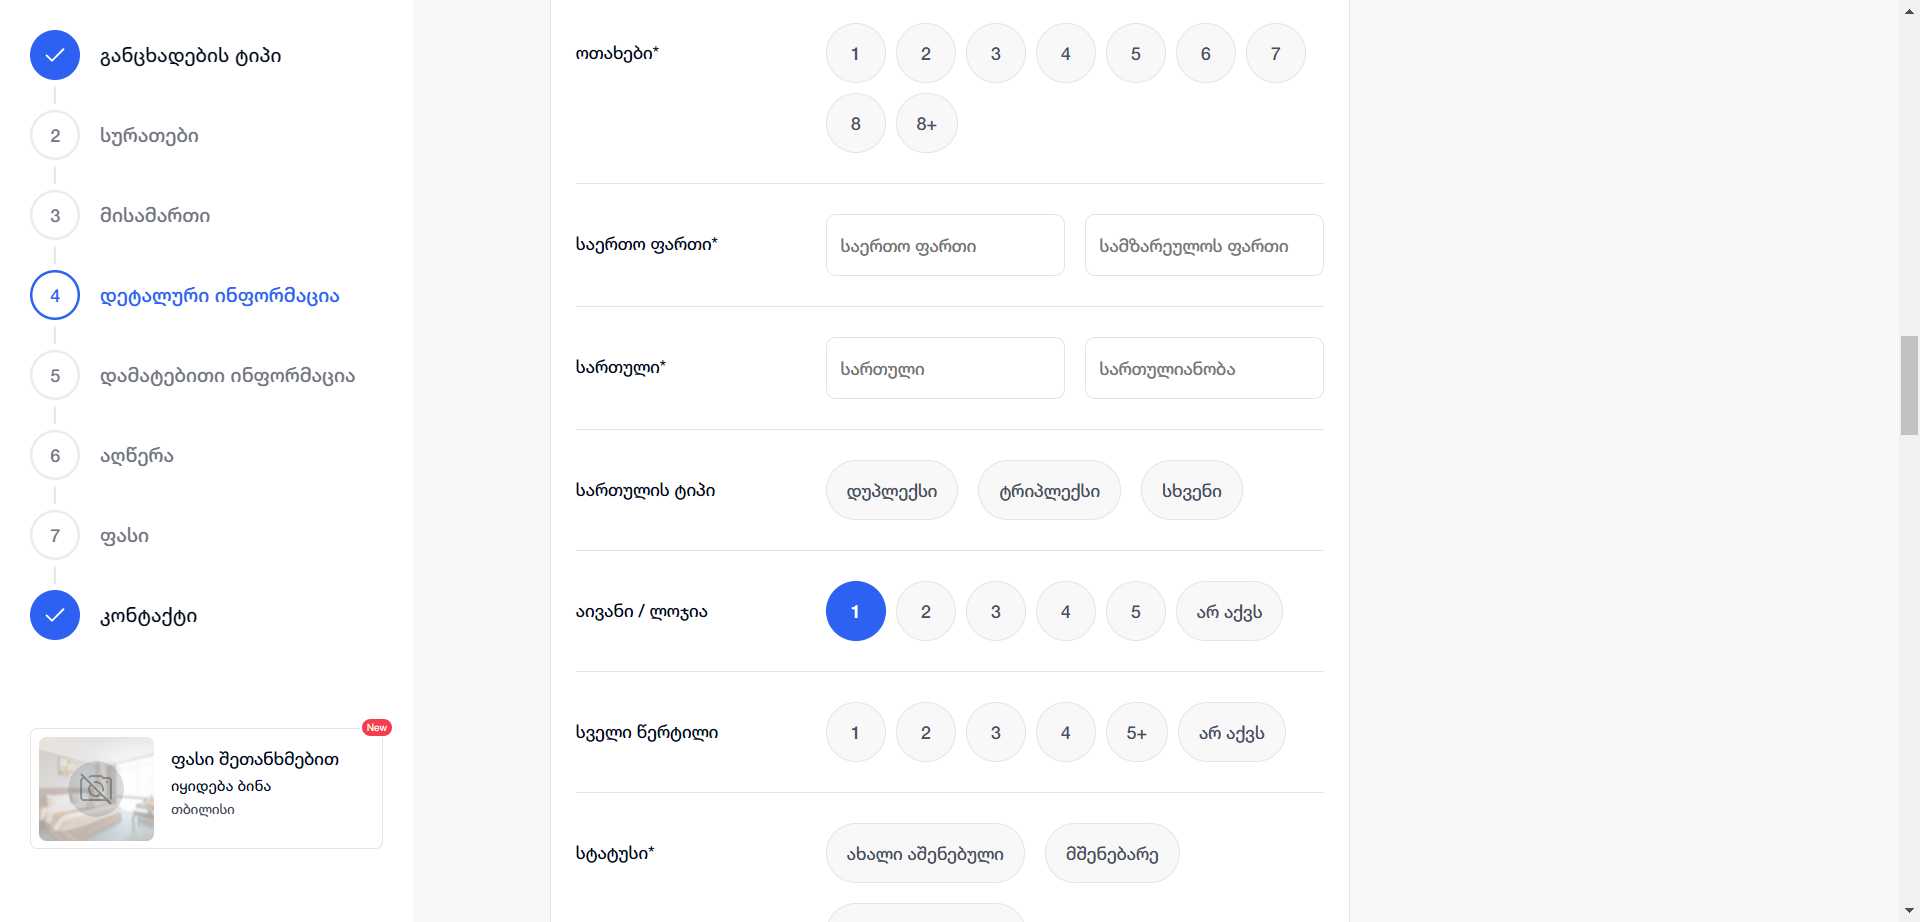 განცხადების ტიპი
2 სურათები
3 მისამართი
4 დეტალური ინფორმაცია
5 დამატებითი ინფორმაცია
6 აღწერა
7 ფასი
კონტაქტი
New
ფასი შეთანხმებით
იყიდება ბინა
თბილისი
ოთახები* 1 2 3 4 5 6 7
8 8+
საერთო ფართი* საერთო ფართი სამზარეულოს ფართი
სართული* სართული სართულიანობა
სართულის ტიპი დუპლექსი ტრიპლექსი სხვენი
აივანი / ლოჯია 1 2 3 4 5 არ აქვს
სველი წერტილი 1 2 3 4 5+ არ აქვს
სტატუსი* ახალი აშენებული მშენებარე